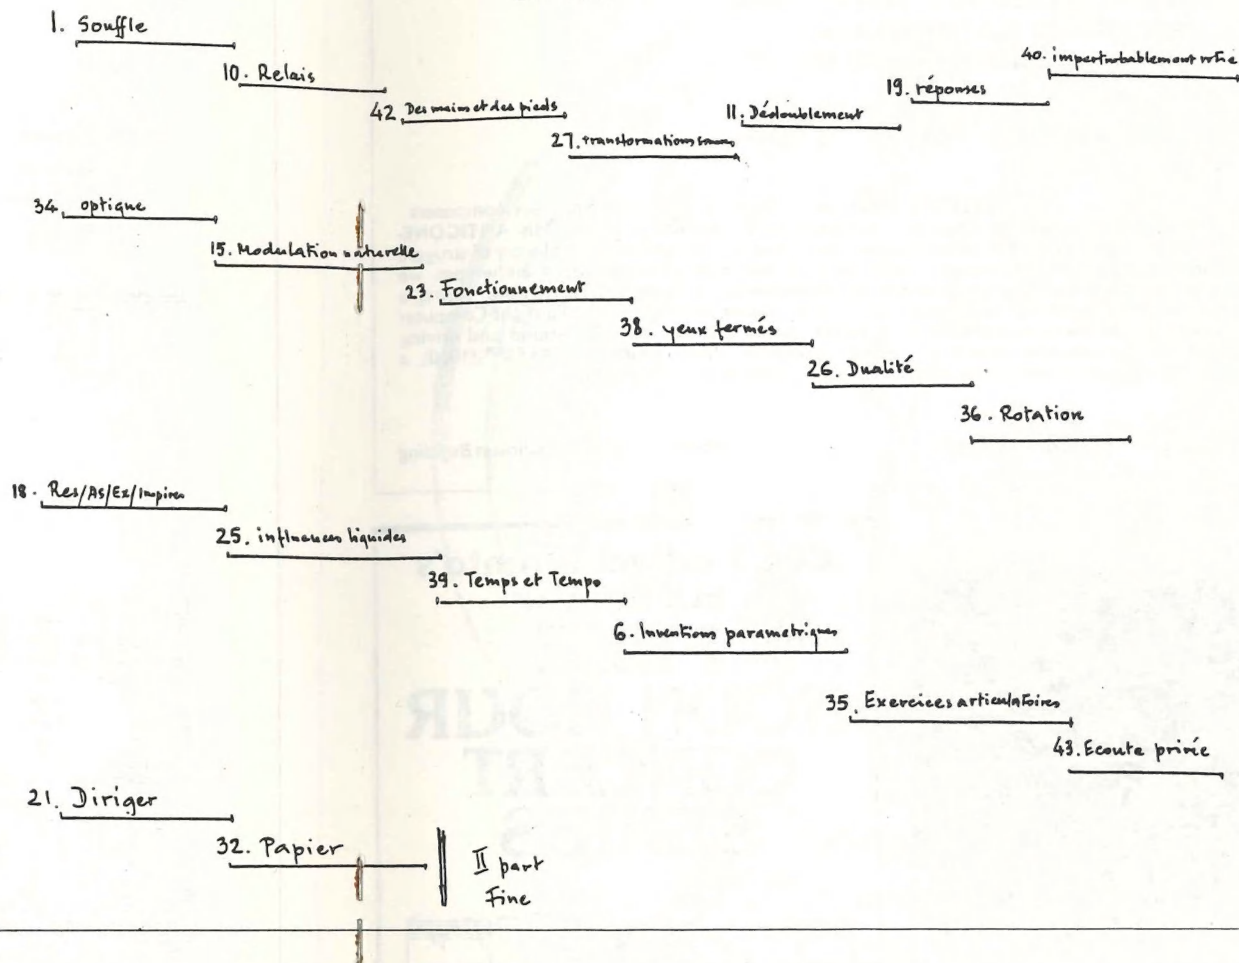 1. Souffle
10. Relais
42 Des mains et des pieds
27. transformations
11. Dédoublement
19. réponses
40. imperturbablement
34. optique
15. Modulation naturelle
23. Fonctionnement
38. yeux fermés
26. Dualité
36. Rotation
18. Res/As/Ex/Inspirer
25. influences liquides
39. Temps et Tempo
6. Inventions parametriques
35. Exercices articulatoires
43. Ecoute privée
21. Diriger
32. Papier
II part
Fine